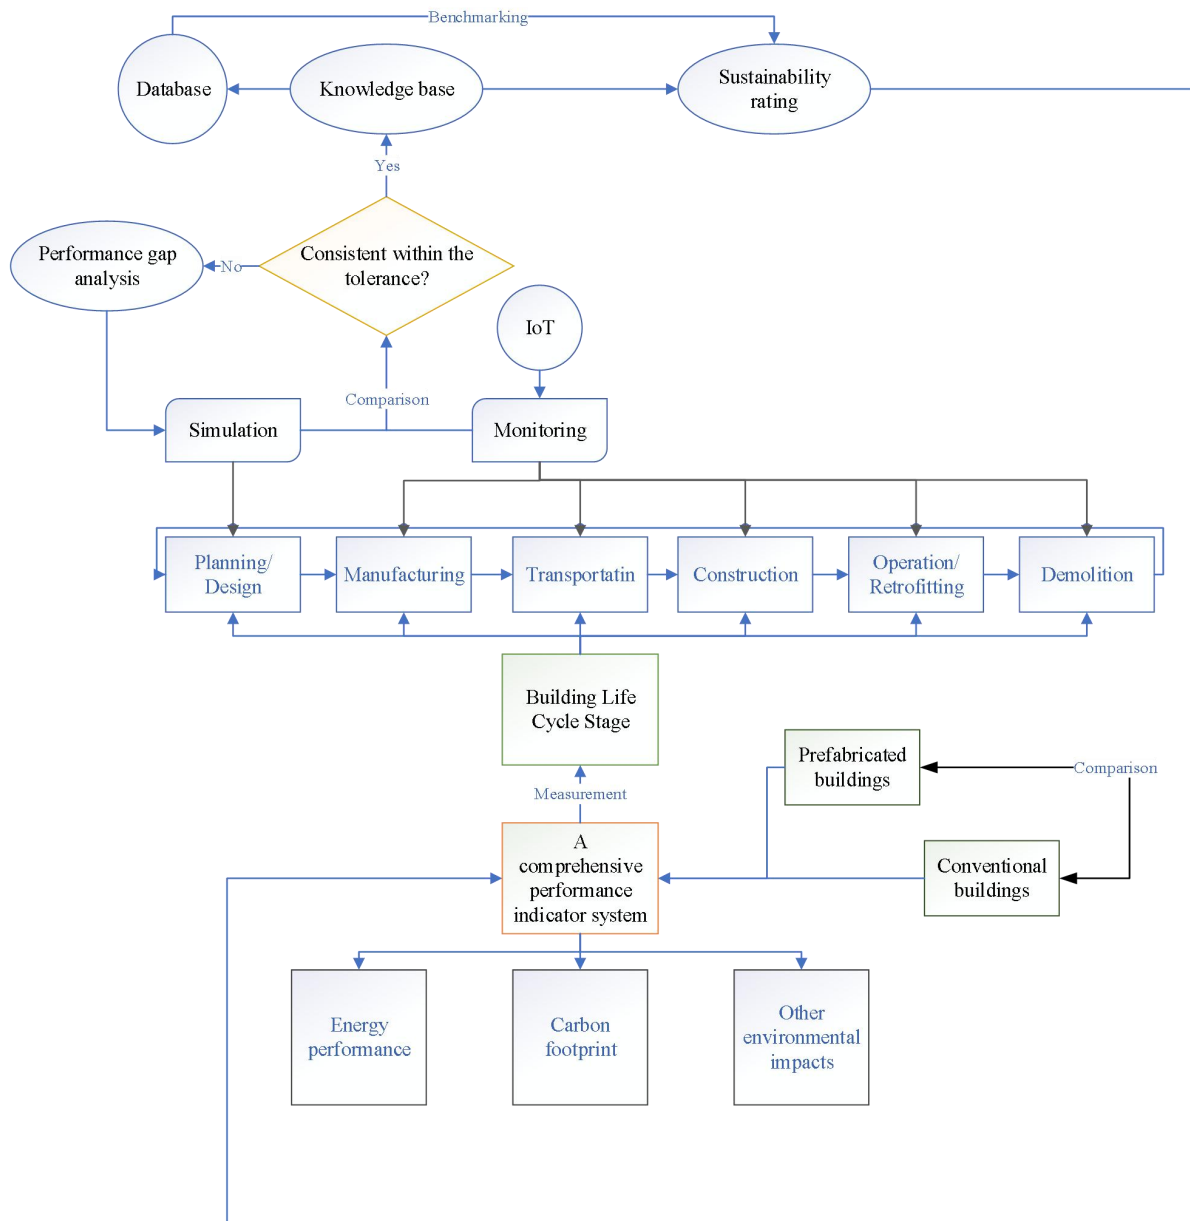 Benchmarking
Database
Knowledge base
Sustainability
rating
Yes
Performance gap
analysis
No
Consistent within the
tolerance?
IoT
Comparison
Simulation
Monitoring
Planning/
Design
Manufacturing
Transportatin
Construction
Operation/
Retrofitting
Demolition
Building Life
Cycle Stage
Prefabricated
buildings
Comparison
Measurement
A
comprehensive
performance
indicator system
Conventional
buildings
Energy
performance
Carbon
footprint
Other
environmental
impacts